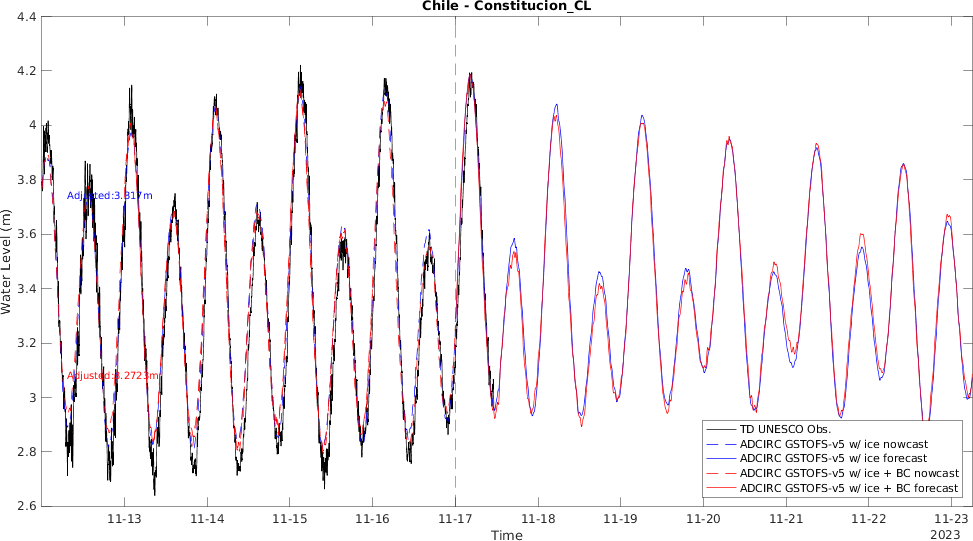 Chile - Constitucion_CL
4.4
4.2
4
3.8
3.6
3.4
3.2
3
2.8
2.6
Water Level (m)
Adjusted:3.317m
Adjusted:3.2723m
TD UNESCO Obs.
ADCIRC GSTOFS-v5 w/ ice nowcast
ADCIRC GSTOFS-v5 w/ ice forecast
ADCIRC GSTOFS-v5 w/ ice + BC nowcast
ADCIRC GSTOFS-v5 w/ ice + BC forecast
11-13 11-14 11-15 11-16 11-17 11-18 11-19 11-20 11-21 11-22 11-23
Time 2023